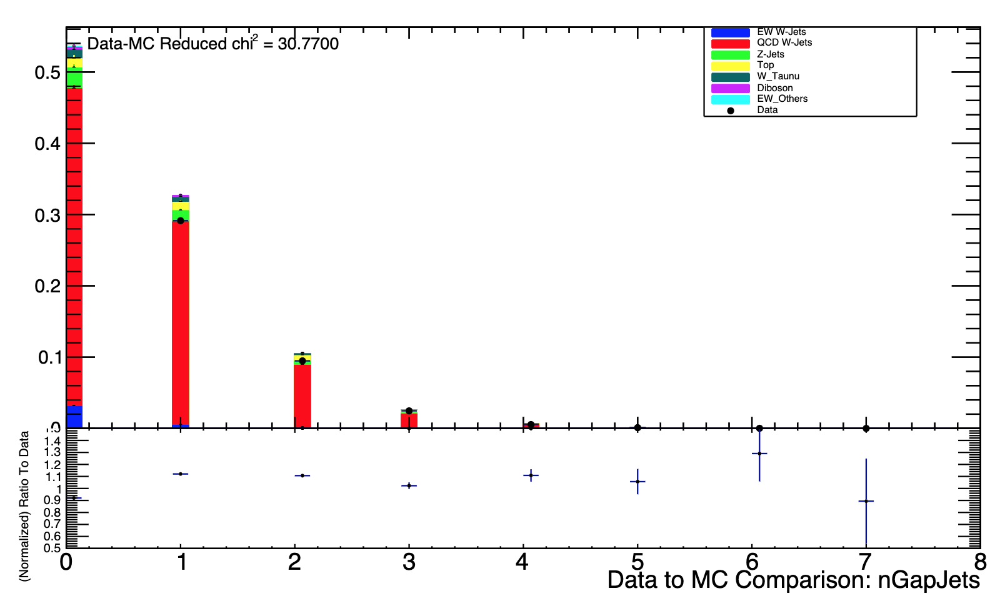 Data-MC Reduced chi² = 30.7700
EW W-Jets
QCD W-Jets
Z-Jets
Top
W_Taunu
Diboson
EW_Others
Data
0.5
0.4
0.3
0.2
0.1
0
1.4
1.3
1.2
1.1
1
0.9
0.8
0.7
0.6
0.5
(Normalized) Ratio To Data
0 1 2 3 4 5 6 7 8
Data to MC Comparison: nGapJets